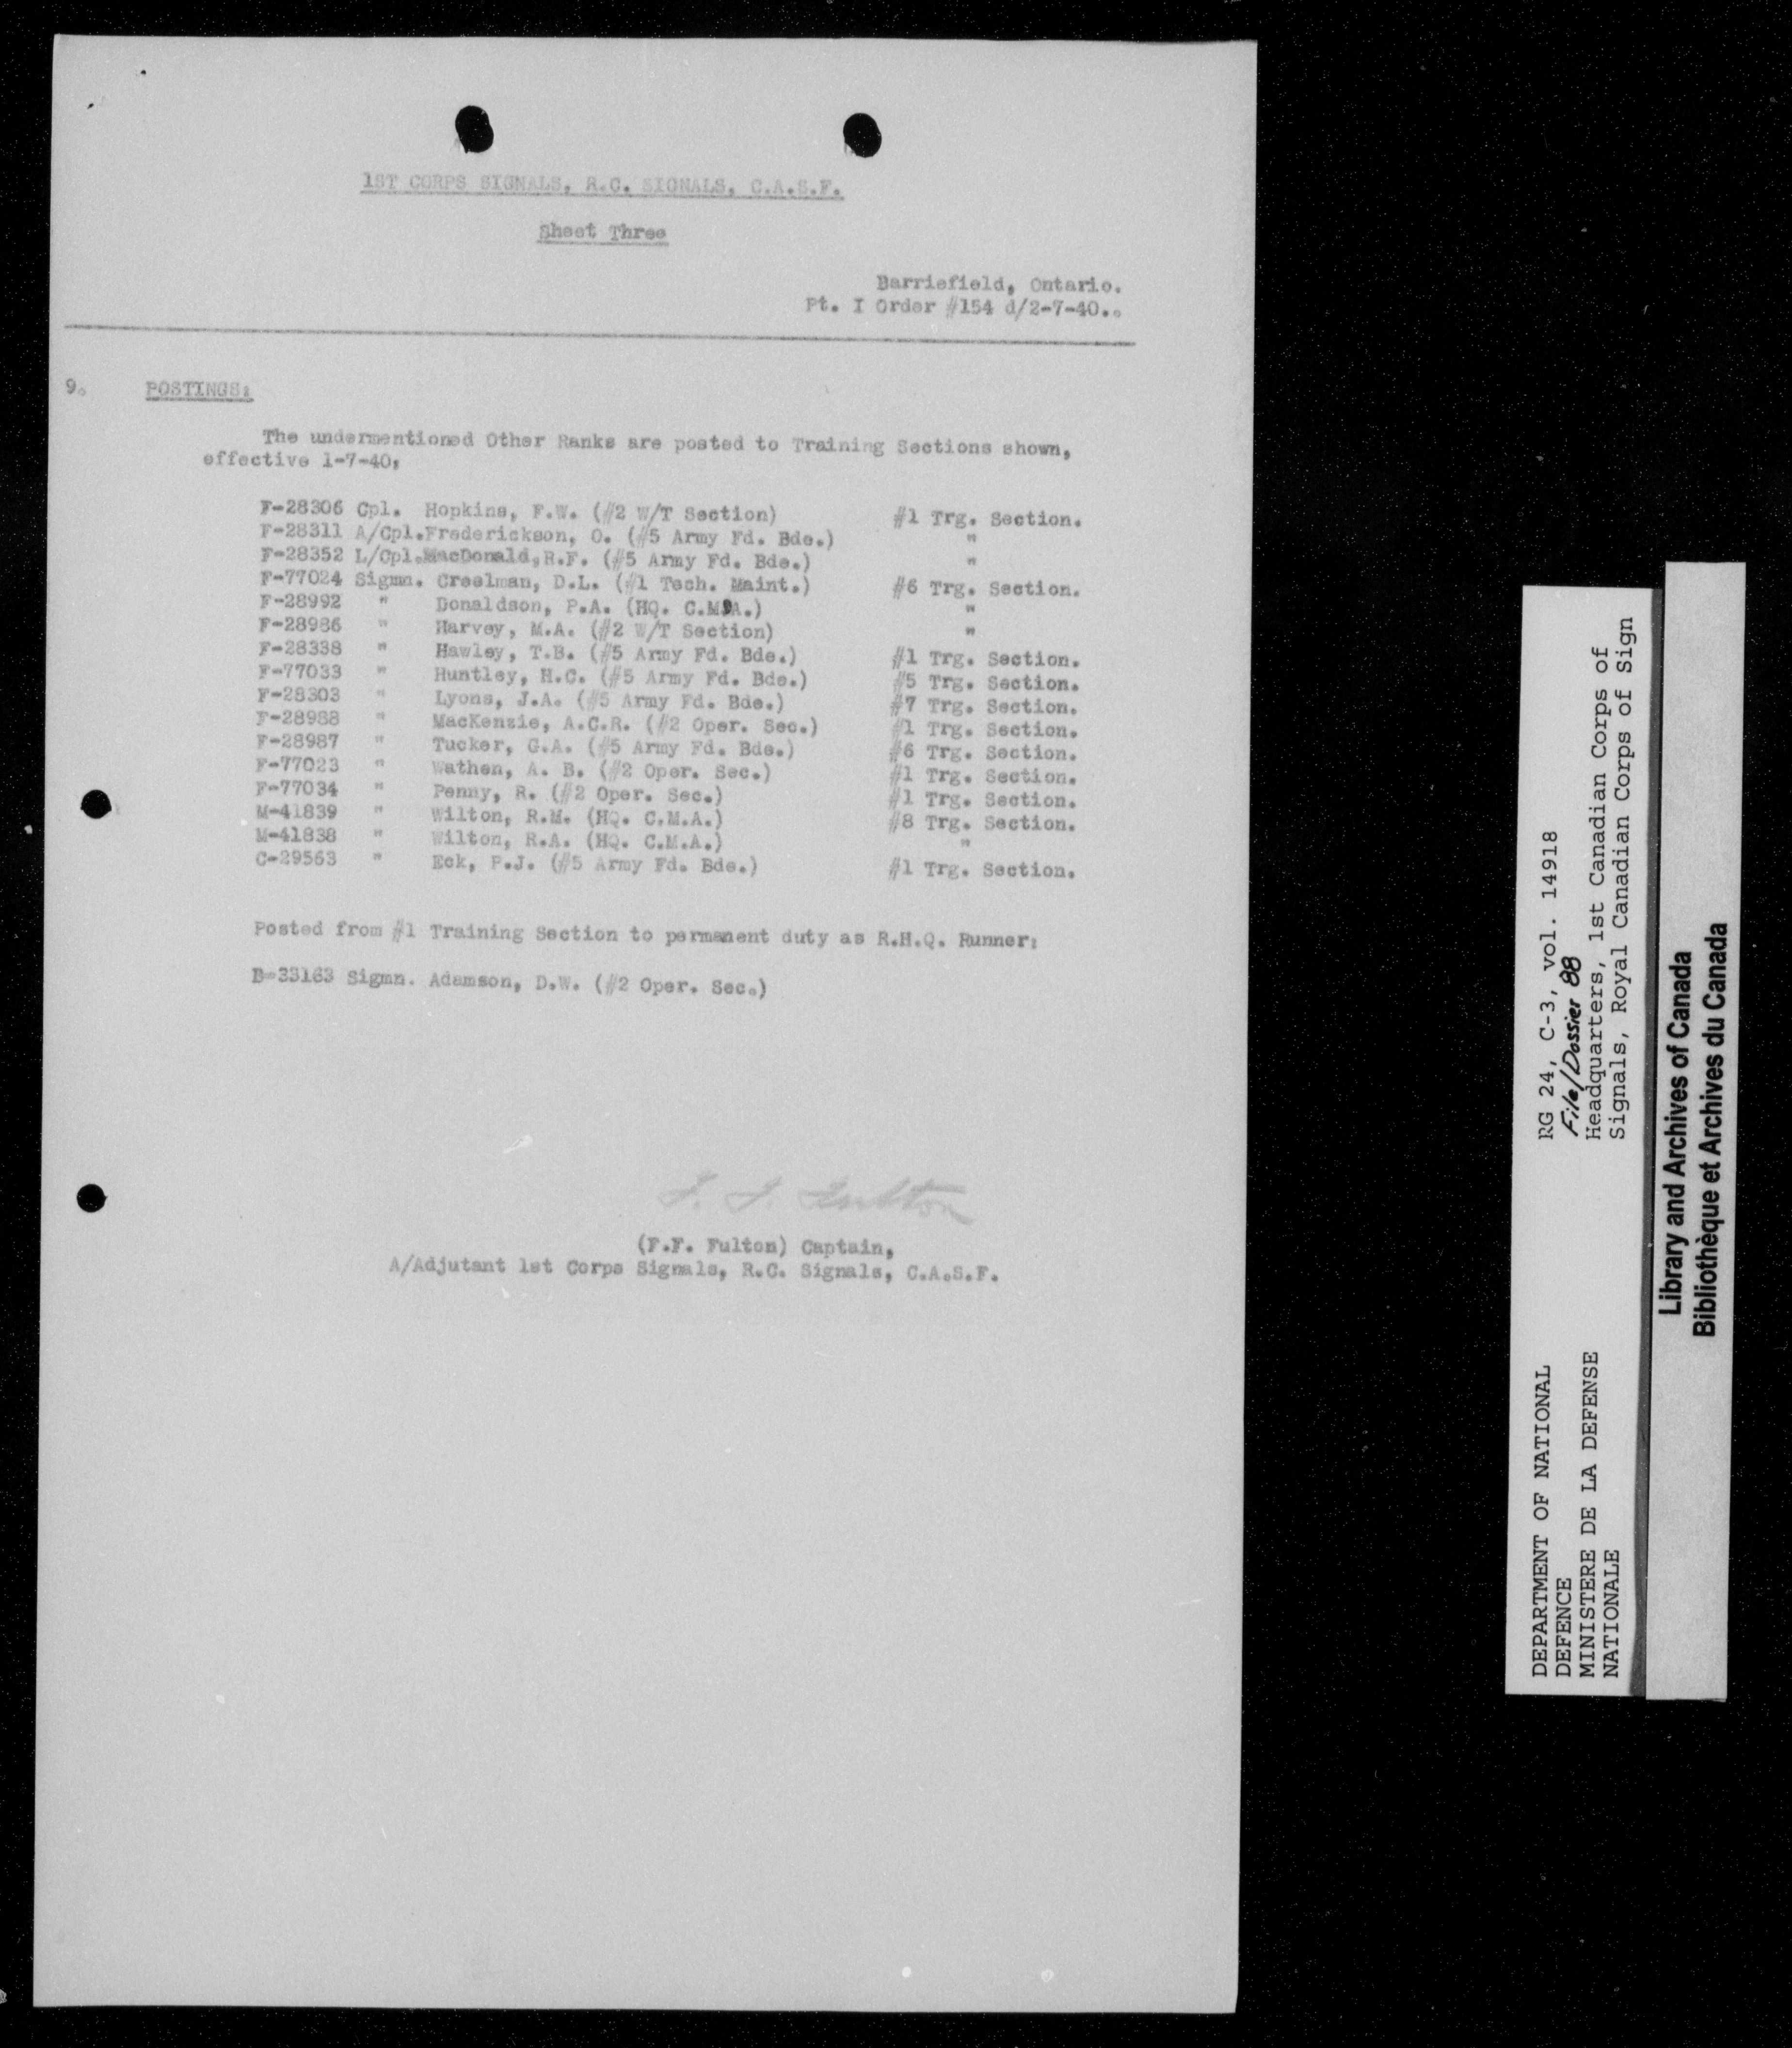 1ST CORPS SIGNALS, R.C. SIGNALS, C.A.S.F.
Sheet Three
Barriefield, Ontario.
Pt. I Order #154 d/2-7-40..
9. POSTINGS:
The undermentioned Other Ranks are posted to Training Sections shown,
effective 1-7-40,
F-28306 Cpl. Hopkins, F.W. (#2 W/T Section) #1 Trg. Section.
F-28311 A/Cpl.Frederickson, O. (#5 Army Fd. Bde.) "
F-28352 L/Cpl.MacDonald,R.F. (#5 Army Fd. Bde.) "
F-77024 Sigmn. Creelman, D.L. (#1 Tech. Maint.) #6 Trg. Section.
F-28992 " Donaldson, P.A. (HQ. C.M.A.) "
F-28986 " Harvey, M.A. (#2 W/T Section) "
F-28338 " Hawley, T.B. (#5 Army Fd. Bde.) #1 Trg. Section.
F-77033 " Huntley, H.C. (#5 Army Fd. Bde.) #5 Trg. Section.
F-28303 " Lyons, J.A. (#5 Army Fd. Bde.) #7 Trg. Section.
F-28988 " MacKenzie, A.C.R. (#2 Oper. Sec.) #1 Trg. Section.
F-28987 " Tucker, G.A. (#5 Army Fd. Bde.) #6 Trg. Section.
F-77023 " Wathen, A. B. (#2 Oper. Sec.) #1 Trg. Section.
F-77034 " Penny, R. (#2 Oper. Sec.) #1 Trg. Section.
M-41839 " Wilton, R.M. (HQ. C.M.A.) #8 Trg. Section.
M-41838 " Wilton, R.A. (HQ. C.M.A.) "
C-29563 " Eck, P.J. (#5 Army Fd. Bde.) #1 Trg. Section.
Posted from #1 Training Section to permanent duty as R.H.Q. Runner:
B-33163 Sigmn. Adamson, D.W. (#2 Oper. Sec.)
F. F. Fulton
(F.F. Fulton) Captain,
A/Adjutant 1st Corps Signals, R.C. Signals, C.A.S.F.
DEPARTMENT OF NATIONAL
DEFENCE
MINISTERE DE LA DEFENSE
NATIONALE
RG 24, C-3, vol. 14918
File/Dossier 88
Headquarters, 1st Canadian Corps of
Signals, Royal Canadian Corps of Sign
Library and Archives of Canada
Bibliothèque et Archives du Canada